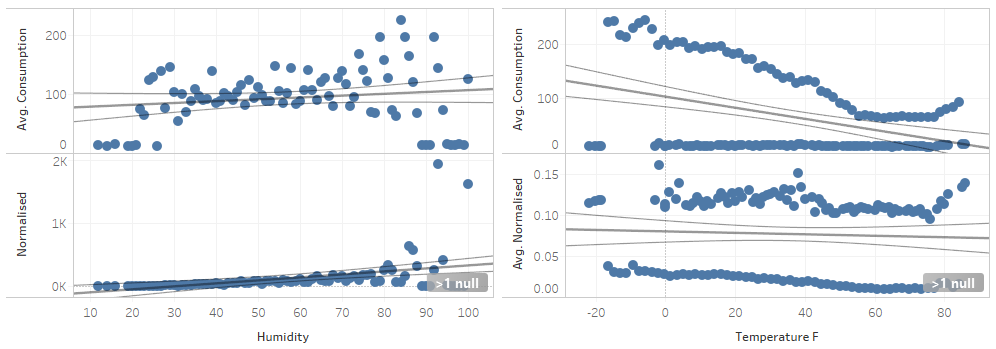 Avg. Consumption
200
100
0
Normalised
2K
1K
0K
>1 null
10 20 30 40 50 60 70 80 90 100
Humidity
Avg. Consumption
200
100
0
Avg. Normalised
0.15
0.10
0.05
0.00
>1 null
-20 0 20 40 60 80
Temperature F